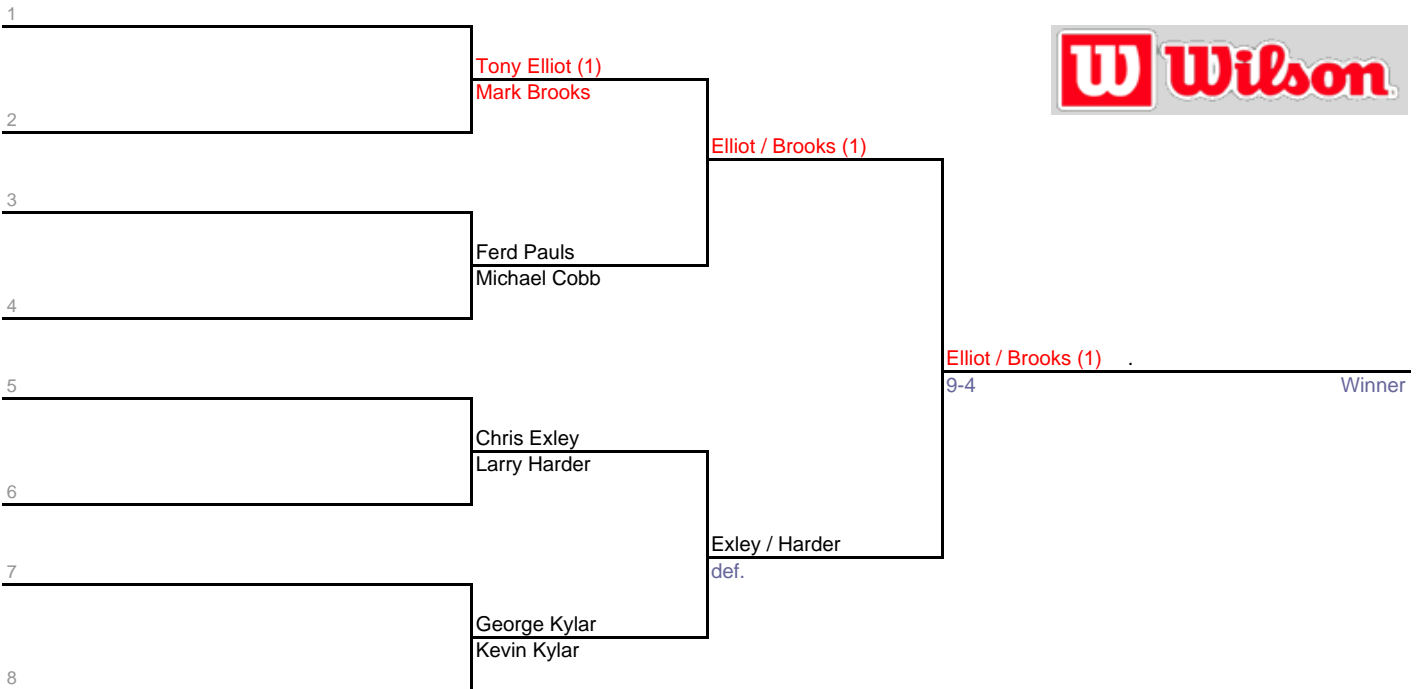 1
Tony Elliot (1)
Mark Brooks
W Wilson
2
Elliot / Brooks (1)
3
Ferd Pauls
Michael Cobb
4
Elliot / Brooks (1) .
9-4 Winner
5
Chris Exley
Larry Harder
6
Exley / Harder
def.
7
George Kylar
Kevin Kylar
8